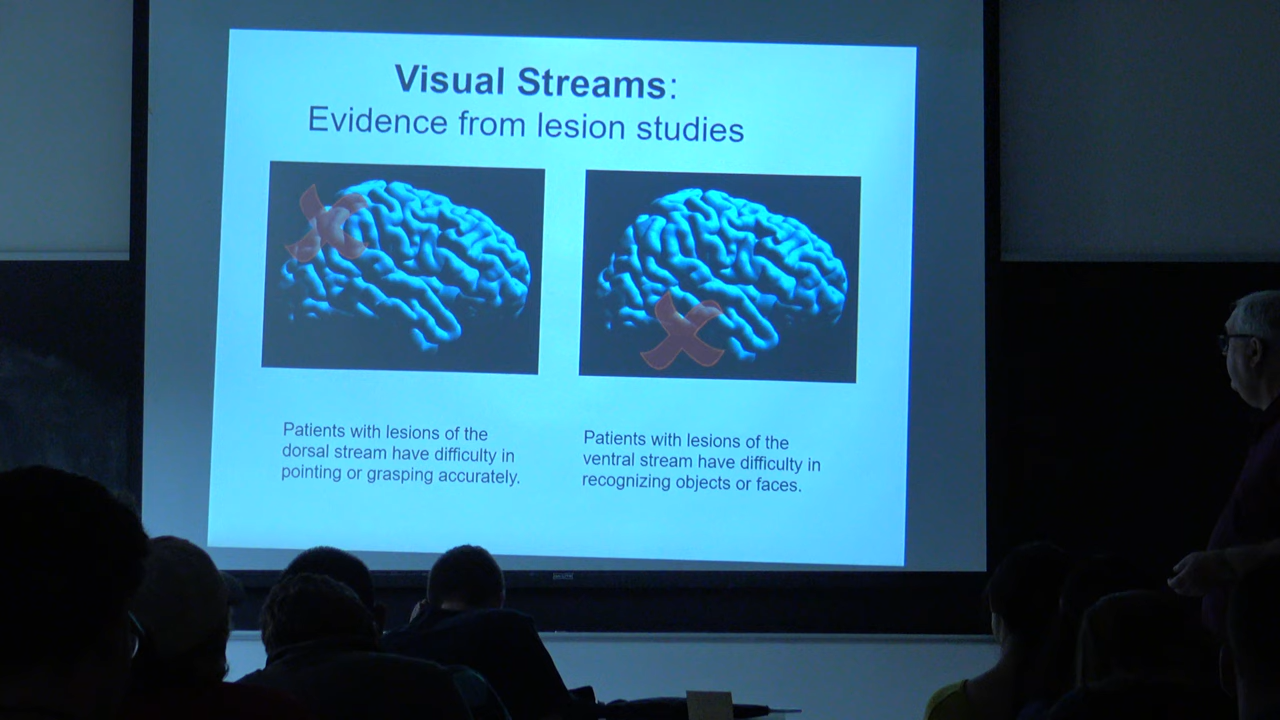 Visual Streams:
Evidence from lesion studies
Patients with lesions of the
dorsal stream have difficulty in
pointing or grasping accurately.
Patients with lesions of the
ventral stream have difficulty in
recognizing objects or faces.